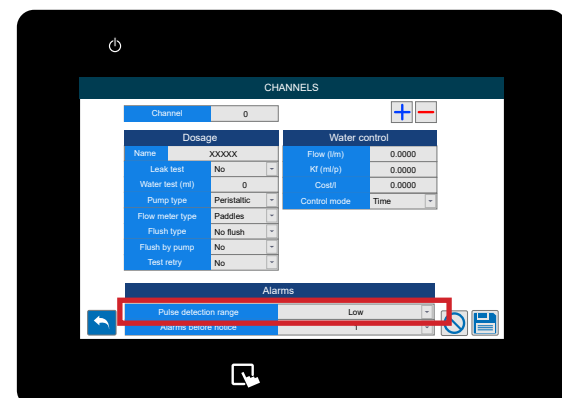 CHANNELS
Channel 0
Dosage
Name XXXXX
Leak test No
Water test (ml) 0
Pump type Peristaltic
Flow meter type Paddles
Flush type No flush
Flush by pump No
Test retry No
Water control
Flow (l/m) 0.0000
Kf (ml/p) 0.0000
Cost/l 0.0000
Control mode Time
Alarms
Pulse detection range Low
Alarms before notice 1